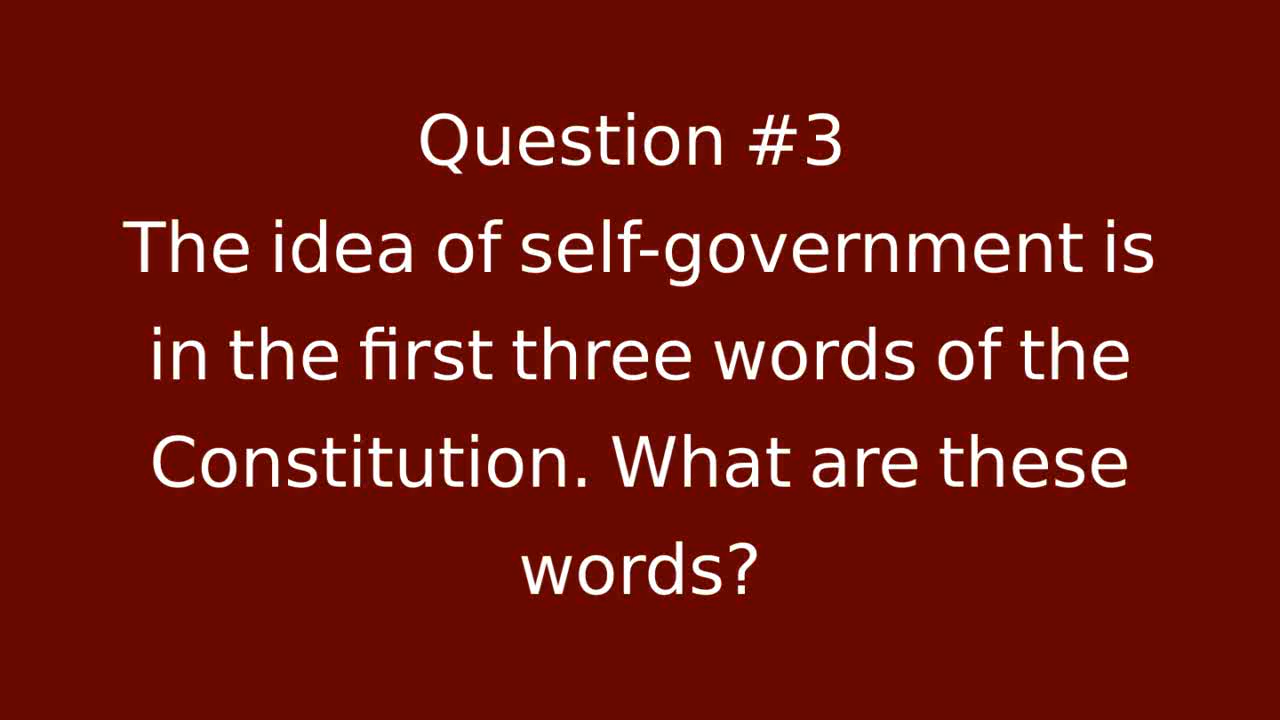 Question #3
The idea of self-government is
in the first three words of the
Constitution. What are these
words?